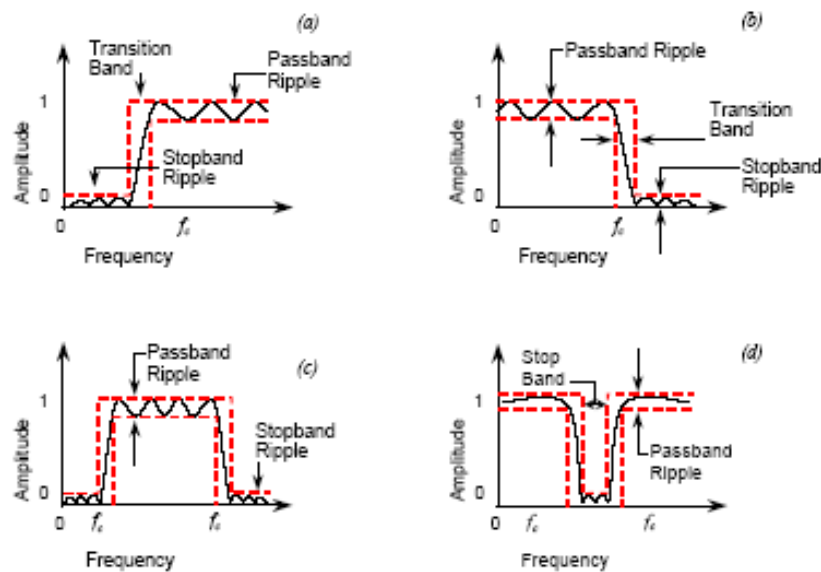 (a)
Transition
Band
Passband
Ripple
1
Stopband
Ripple
Amplitude
0
0
fc
Frequency
(b)
Passband Ripple
1
Transition
Band
Stopband
Ripple
Amplitude
0
0
fc
Frequency
(c)
Passband
Ripple
1
Stopband
Ripple
Amplitude
0
0
fc
fc
Frequency
(d)
Stop
Band
1
Passband
Ripple
Amplitude
0
0
fc
fc
Frequency